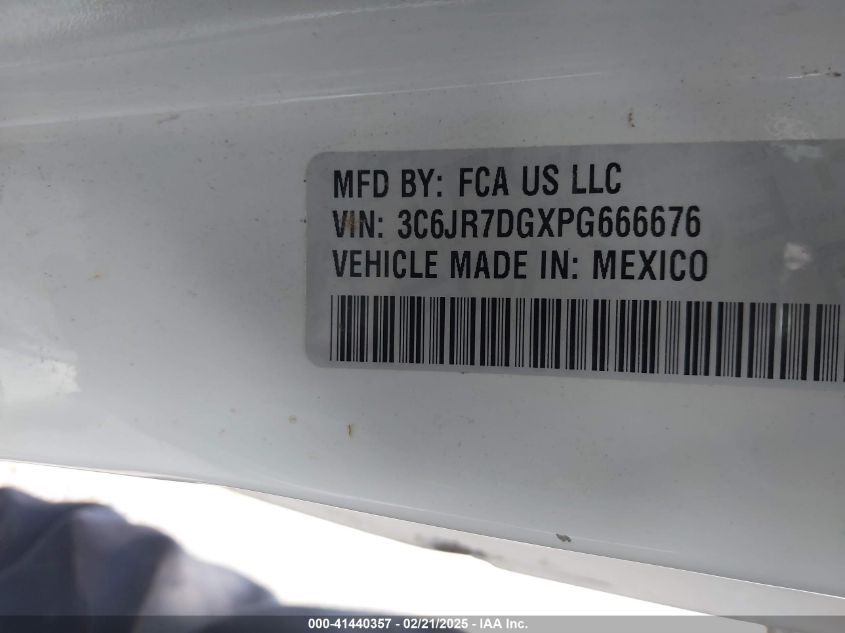 MFD BY: FCA US LLC
VIN: 3C6JR7DGXPG666676
VEHICLE MADE IN: MEXICO
000-41440357 - 02/21/2025 - IAA Inc.